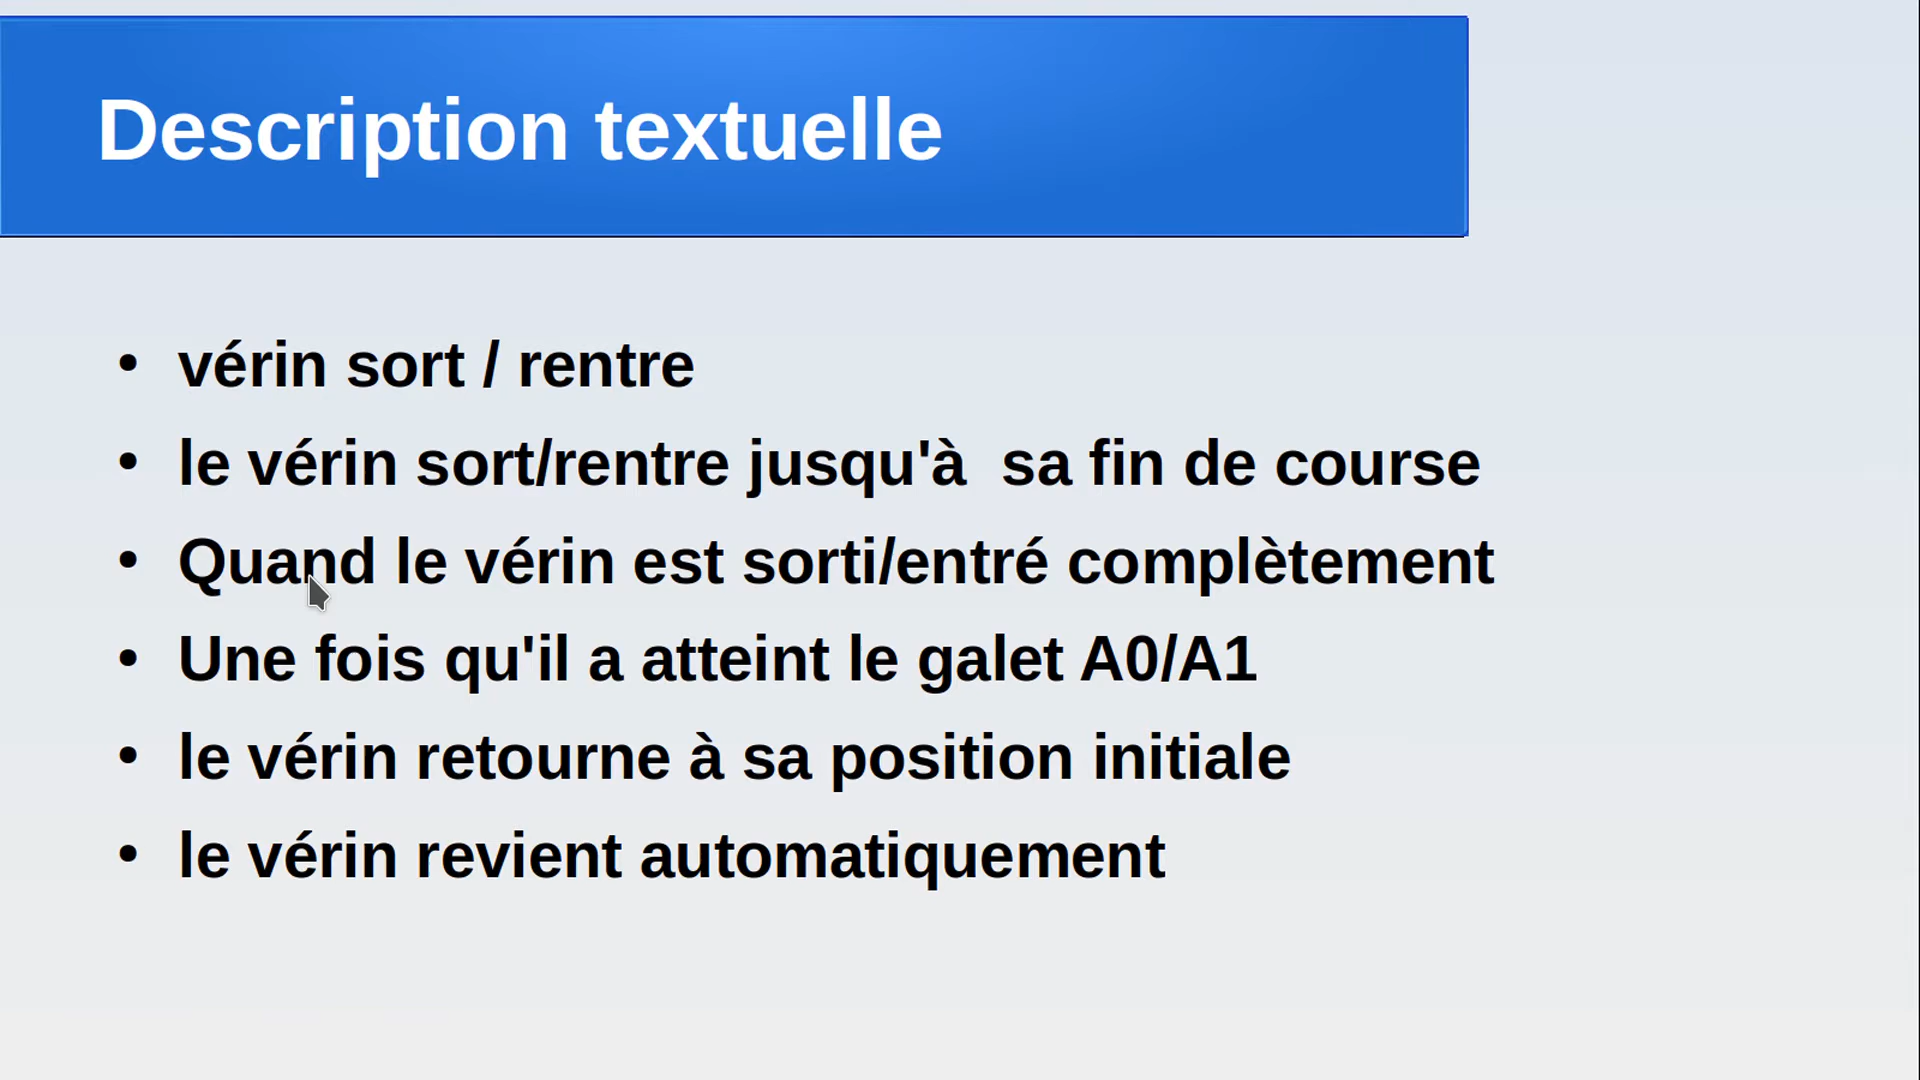 Description textuelle
• vérin sort / rentre
• le vérin sort/rentre jusqu'à  sa fin de course
• Quand le vérin est sorti/entré complètement
• Une fois qu'il a atteint le galet A0/A1
• le vérin retourne à sa position initiale
• le vérin revient automatiquement